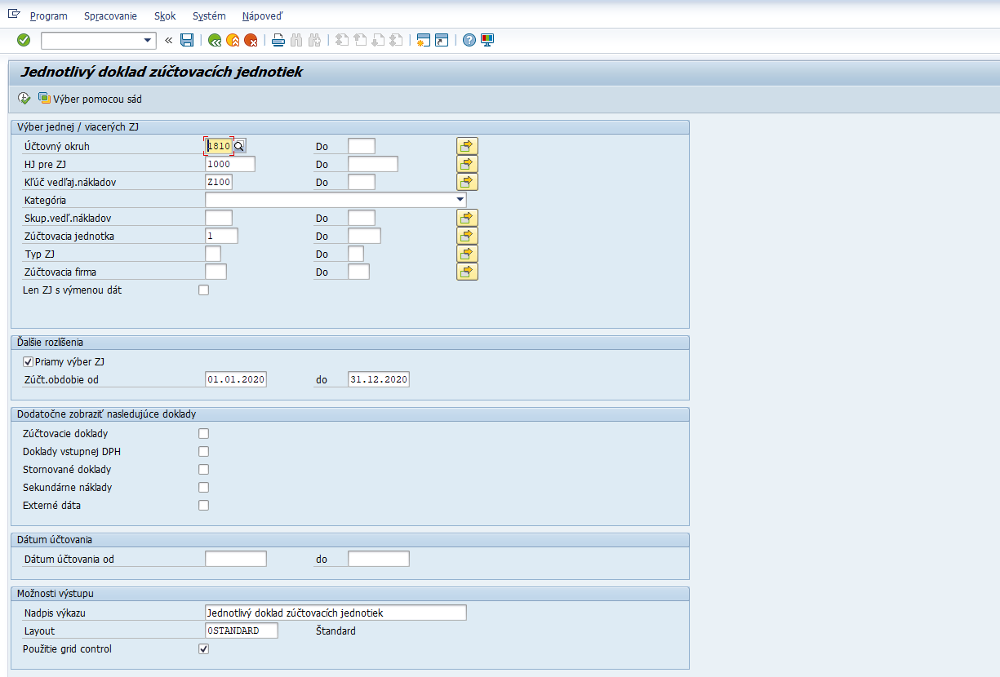 Program Spracovanie Skok Systém Nápoveď
Jednotlivý doklad zúčtovacích jednotiek
Výber pomocou sád
Výber jednej / viacerých ZJ
Účtovný okruh 1810 Do
HJ pre ZJ 1000 Do
Kľúč vedľaj.nákladov Z100 Do
Kategória
Skup.vedľ.nákladov Do
Zúčtovacia jednotka 1 Do
Typ ZJ Do
Zúčtovacia firma Do
Len ZJ s výmenou dát
Ďalšie rozlíšenia
Priamy výber ZJ
Zúčt.obdobie od 01.01.2020 do 31.12.2020
Dodatočne zobraziť nasledujúce doklady
Zúčtovacie doklady
Doklady vstupnej DPH
Stornované doklady
Sekundárne náklady
Externé dáta
Dátum účtovania
Dátum účtovania od do
Možnosti výstupu
Nadpis výkazu Jednotlivý doklad zúčtovacích jednotiek
Layout 0STANDARD Štandard
Použitie grid control